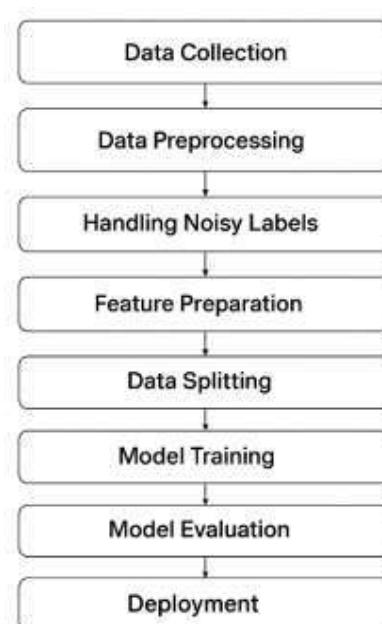 Data Collection
Data Preprocessing
Handling Noisy Labels
Feature Preparation
Data Splitting
Model Training
Model Evaluation
Deployment